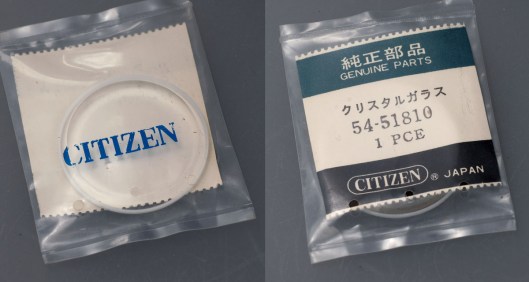 CITIZEN
純正部品
GENUINE PARTS
クリスタルガラス
54-51810
1 PCE
CITIZEN ® JAPAN